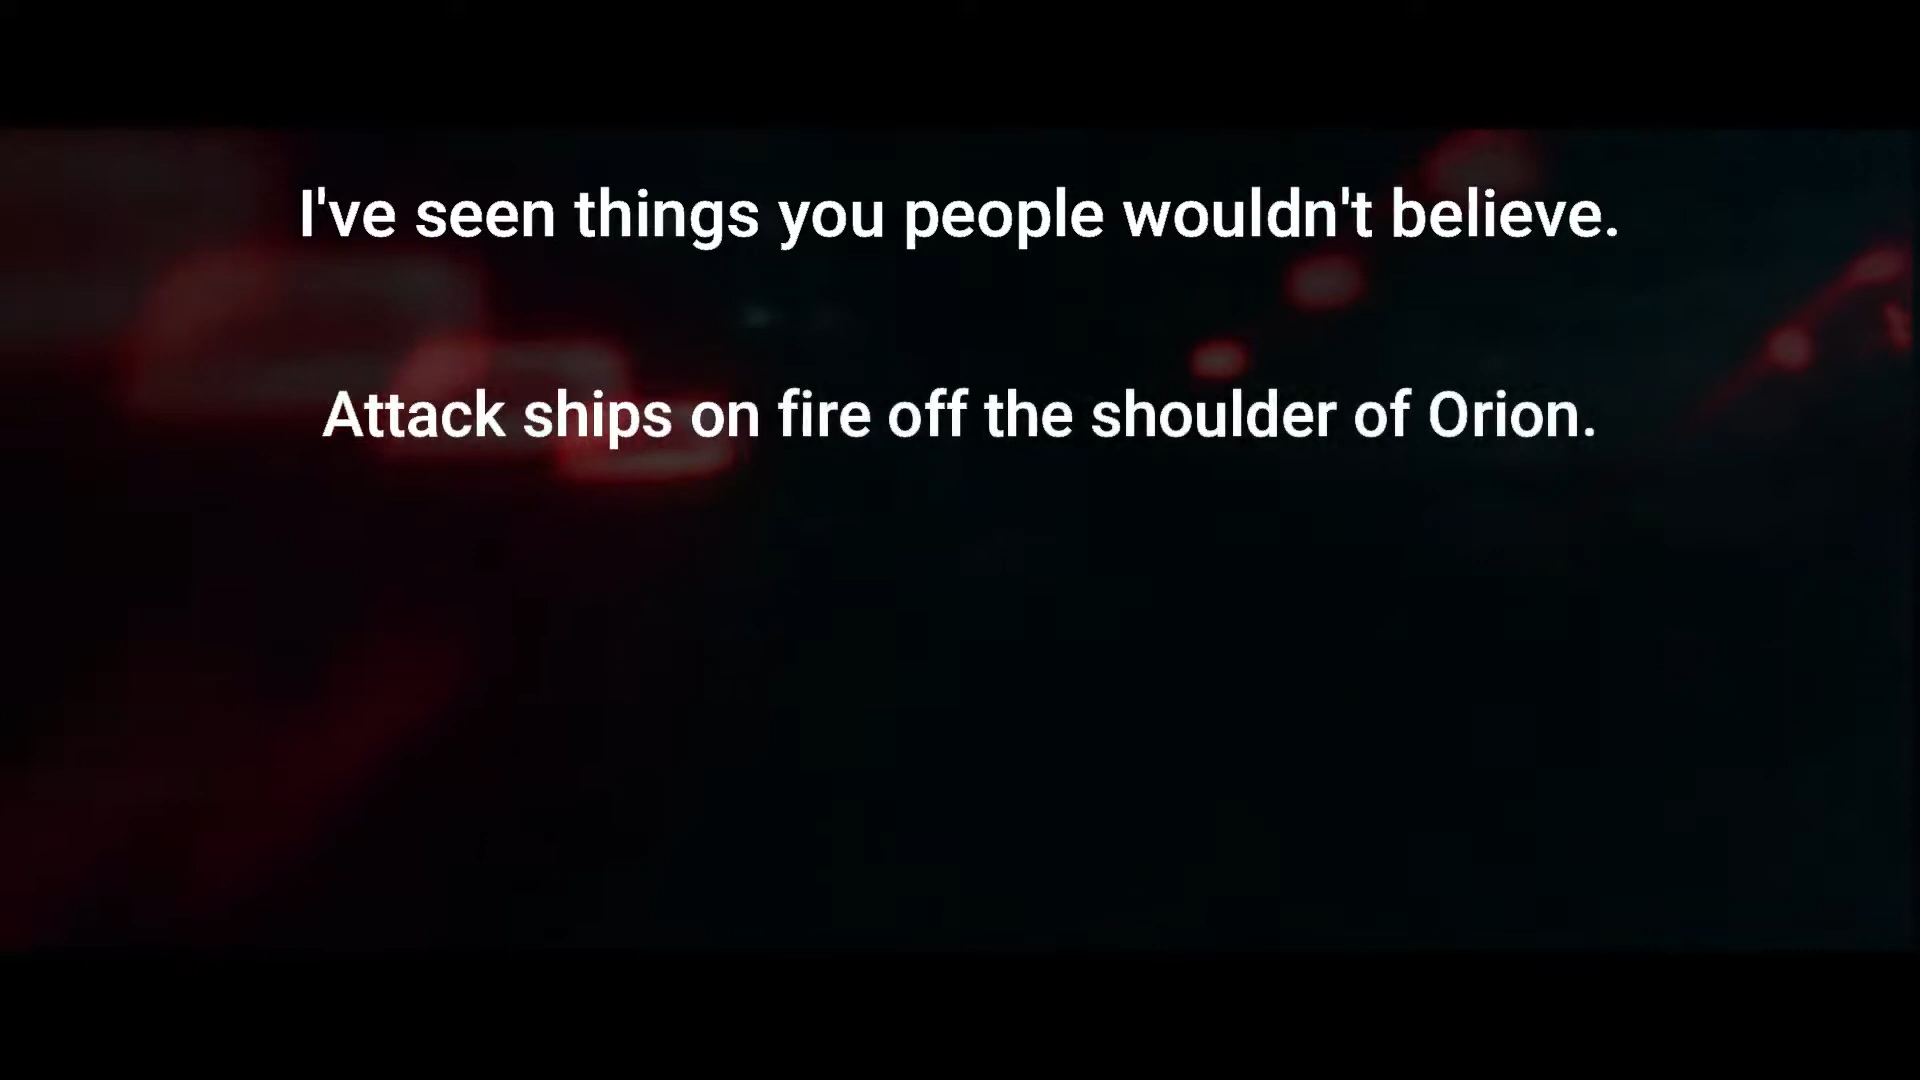 I've seen things you people wouldn't believe.
Attack ships on fire off the shoulder of Orion.